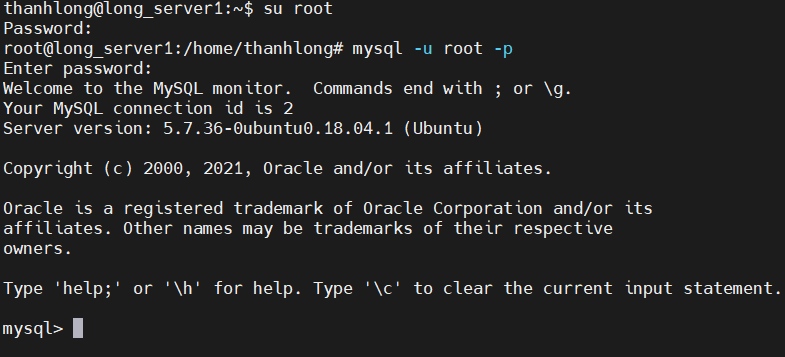 thanhlong@long_server1:~$ su root
Password:
root@long_server1:/home/thanhlong# mysql -u root -p
Enter password:
Welcome to the MySQL monitor.  Commands end with ; or \g.
Your MySQL connection id is 2
Server version: 5.7.36-0ubuntu0.18.04.1 (Ubuntu)

Copyright (c) 2000, 2021, Oracle and/or its affiliates.

Oracle is a registered trademark of Oracle Corporation and/or its
affiliates. Other names may be trademarks of their respective
owners.

Type 'help;' or '\h' for help. Type '\c' to clear the current input statement.

mysql>